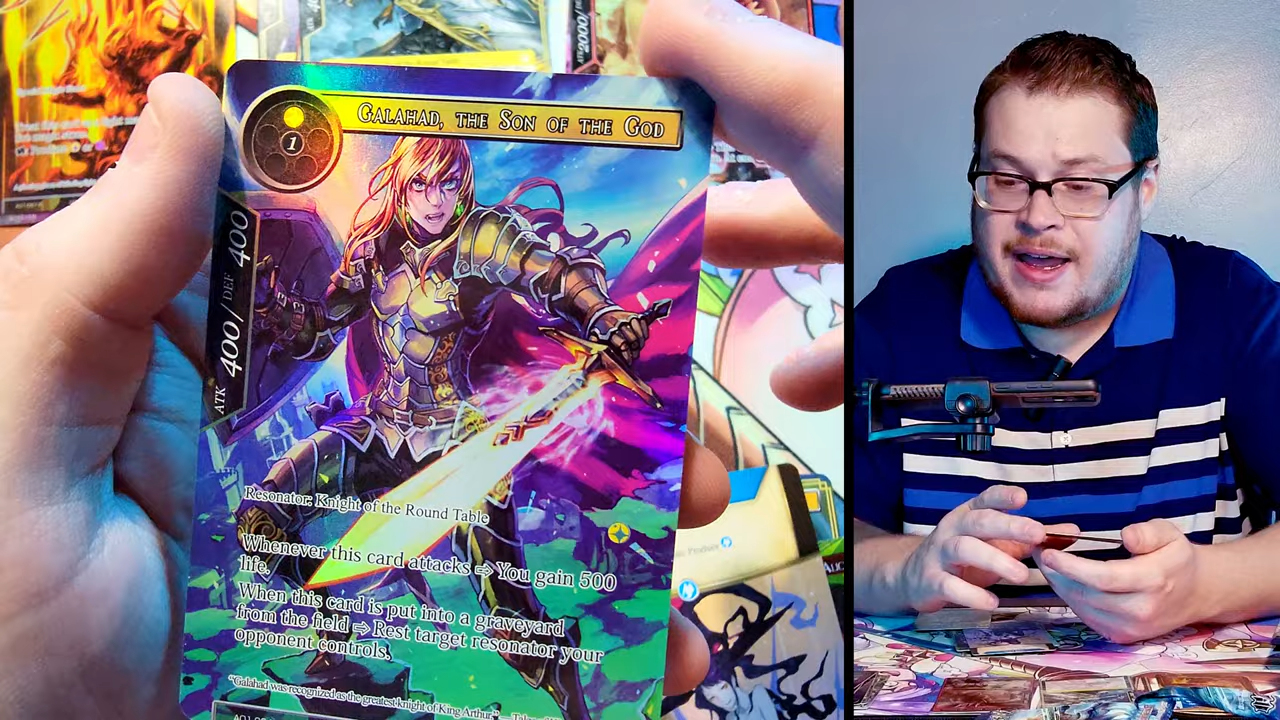 GALAHAD, THE SON OF THE GOD
1
ATK 400 / DEF 400
Resonator: Knight of the Round Table
Whenever this card attacks ⇨ You gain 500
life.
When this card is put into a graveyard
from the field ⇨ Rest target resonator your
opponent controls.
"Galahad was recognized as the greatest knight of King Arthur."